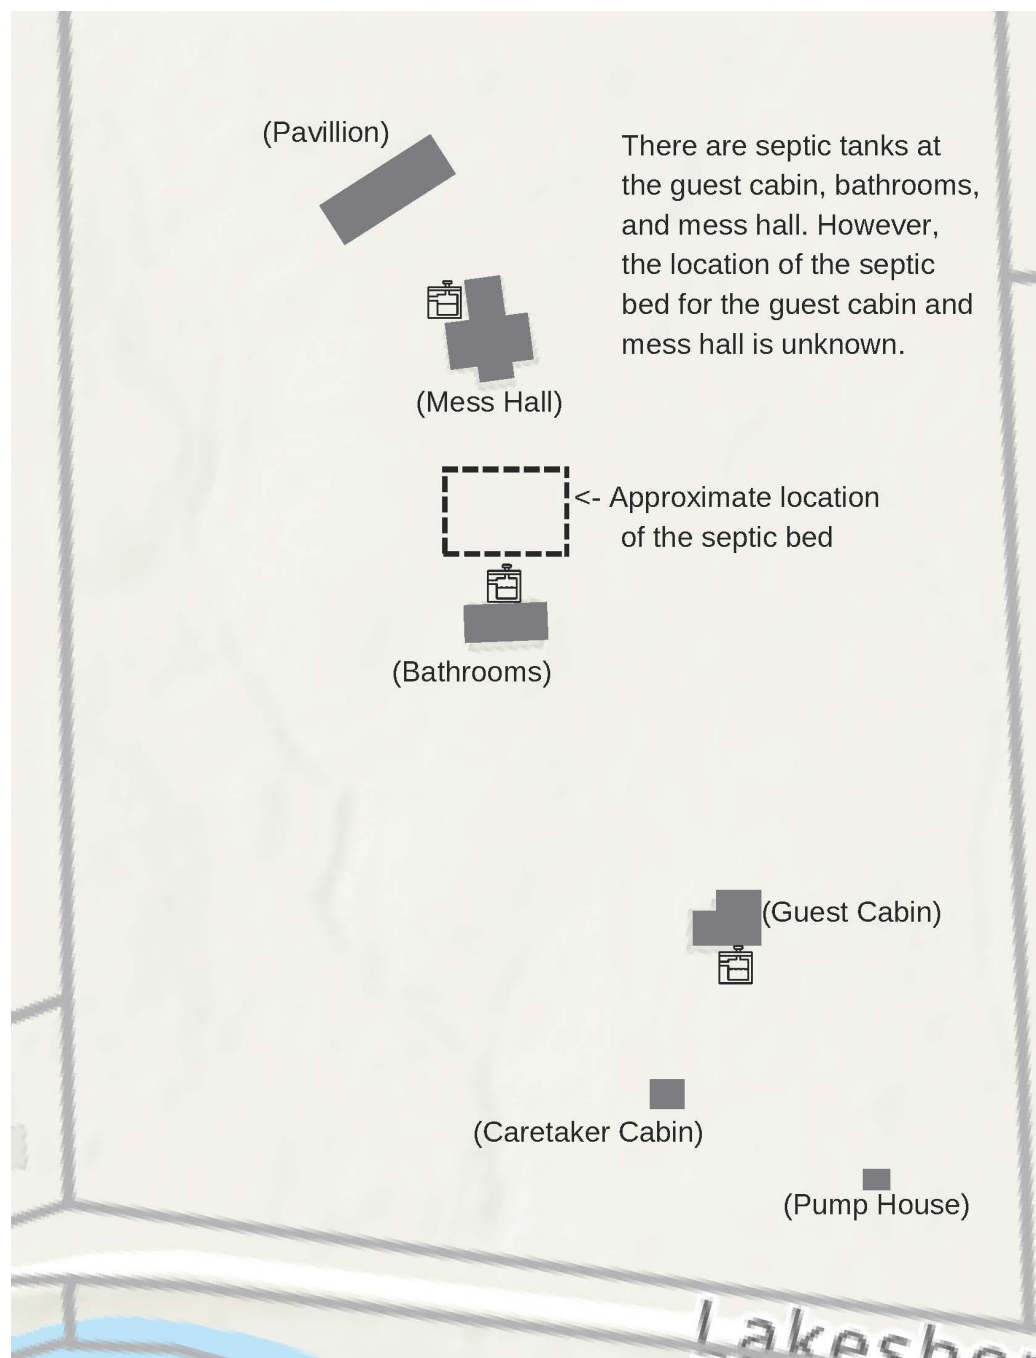 (Pavillion)
There are septic tanks at
the guest cabin, bathrooms,
and mess hall. However,
the location of the septic
bed for the guest cabin and
mess hall is unknown.
(Mess Hall)
<- Approximate location
of the septic bed
(Bathrooms)
(Guest Cabin)
(Caretaker Cabin)
(Pump House)